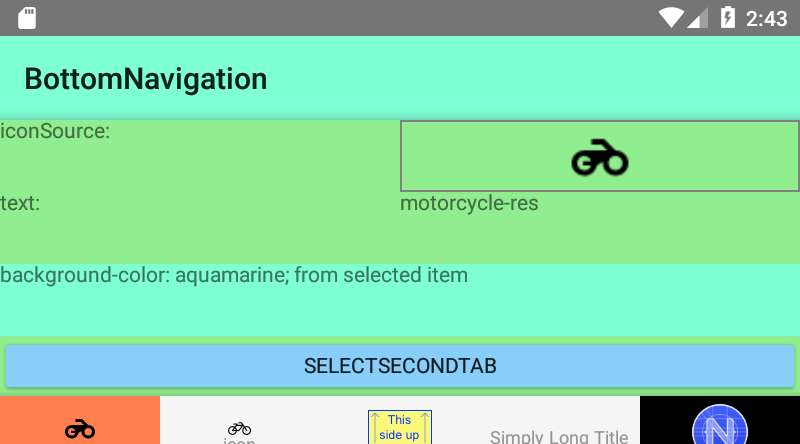 2:43
BottomNavigation
iconSource:
text:
motorcycle-res
background-color: aquamarine; from selected item
SELECTSECONDTAB
icon
This
side up
Simply Long Title
N